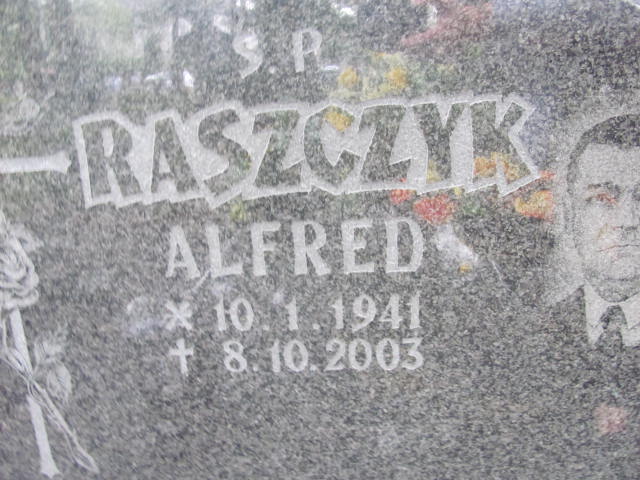 Ś P.
RASZCZYK
ALFRED
* 10.1.1941
✝ 8.10.2003